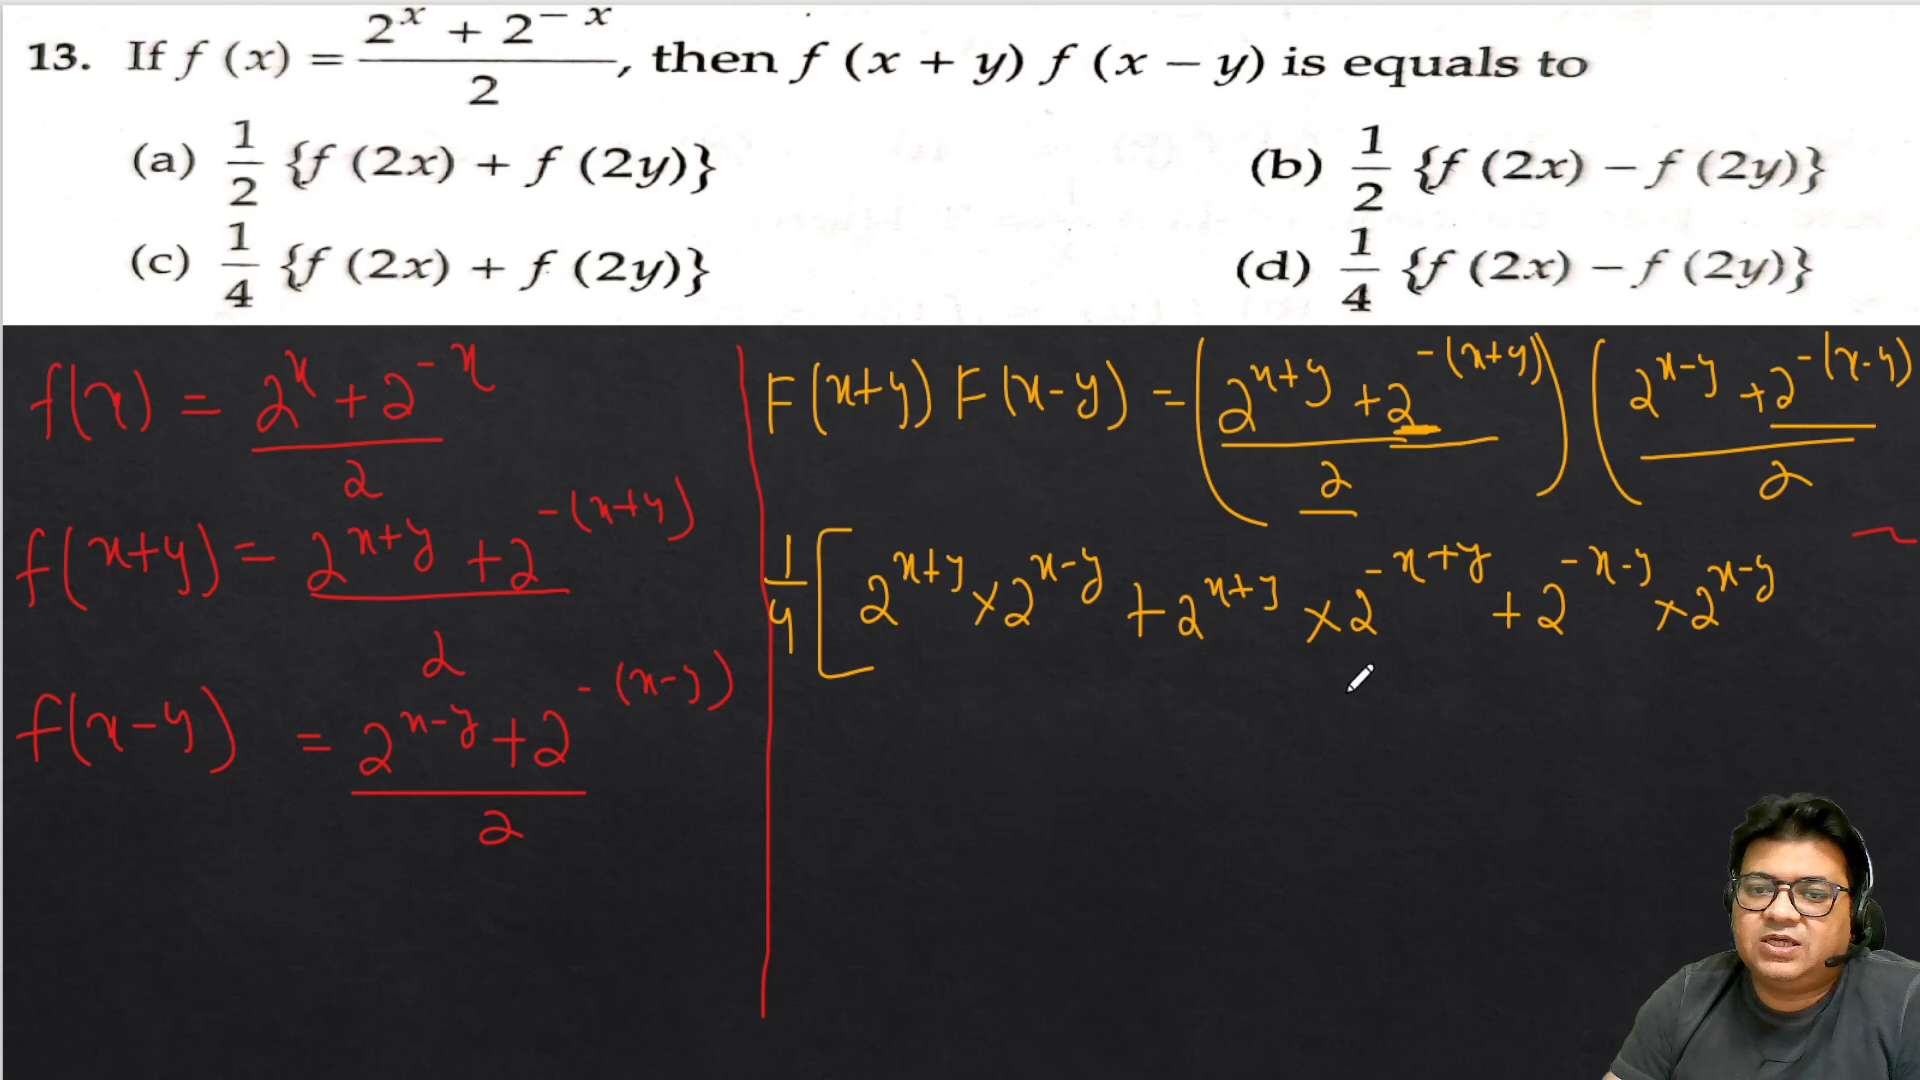 13. If f (x) = (2^x + 2^(− x))/2, then f (x + y) f (x − y) is equals to
(a) 1/2 {f (2x) + f (2y)}
(b) 1/2 {f (2x) − f (2y)}
(c) 1/4 {f (2x) + f (2y)}
(d) 1/4 {f (2x) − f (2y)}
f(x) = (2^x + 2^(-x))/2
f(x+y) = (2^(x+y) + 2^(-(x+y)))/2
f(x-y) = (2^(x-y) + 2^(-(x-y)))/2
F(x+y) F(x-y) = ((2^(x+y) + 2^(-(x+y)))/2) ((2^(x-y) + 2^(-(x-y)))/2)
1/4 [ 2^(x+y) × 2^(x-y) + 2^(x+y) × 2^(-x+y) + 2^(-x-y) × 2^(x-y)